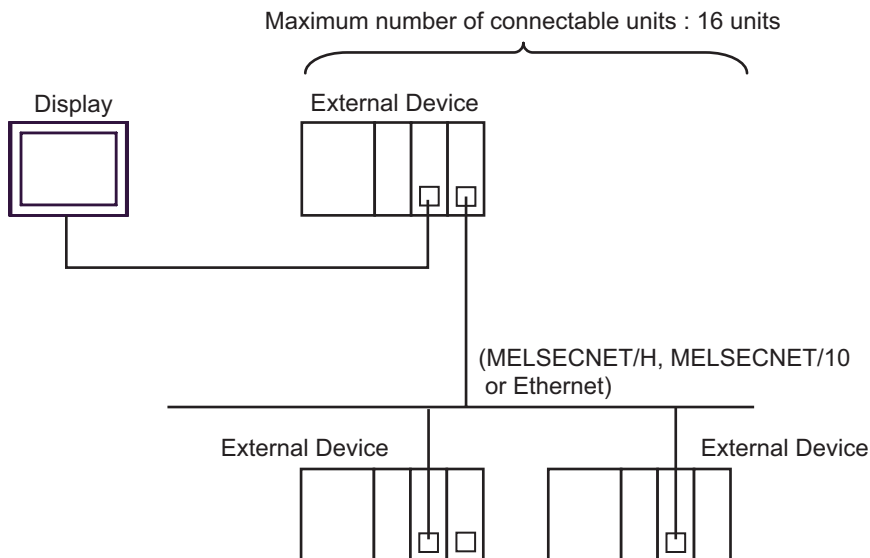 Maximum number of connectable units : 16 units
Display
External Device
(MELSECNET/H, MELSECNET/10
or Ethernet)
External Device
External Device